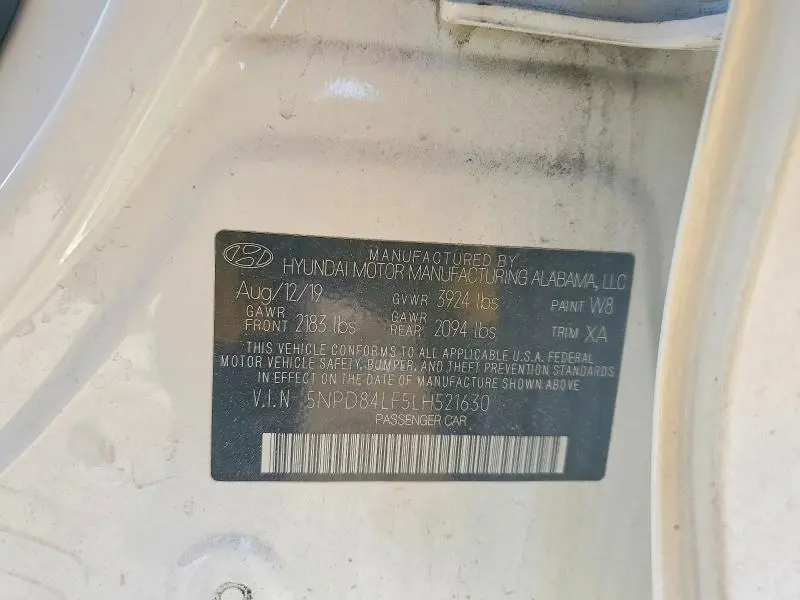 MANUFACTURED BY
HYUNDAI MOTOR MANUFACTURING ALABAMA, LLC
Aug/12/19 GVWR 3924 lbs PAINT W8
GAWR FRONT 2183 lbs GAWR REAR 2094 lbs TRIM XA
THIS VEHICLE CONFORMS TO ALL APPLICABLE U.S.A. FEDERAL
MOTOR VEHICLE SAFETY, BUMPER, AND THEFT PREVENTION STANDARDS
IN EFFECT ON THE DATE OF MANUFACTURE SHOWN ABOVE
V.I.N 5NPD84LF5LH521630
PASSENGER CAR